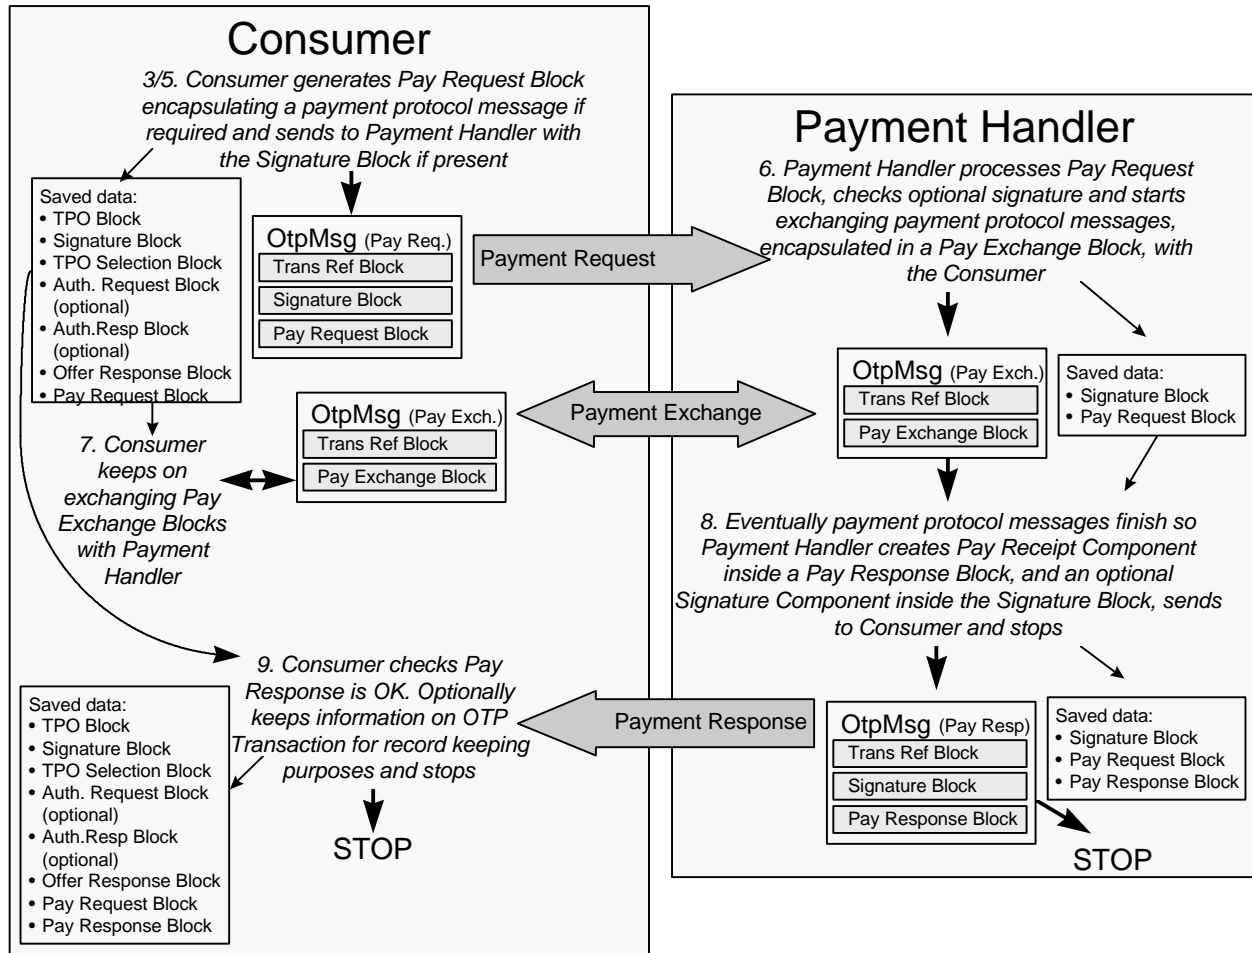 Consumer
3/5. Consumer generates Pay Request Block
encapsulating a payment protocol message if
required and sends to Payment Handler with
the Signature Block if present
Saved data:
• TPO Block
• Signature Block
• TPO Selection Block
• Auth. Request Block
(optional)
• Auth.Resp Block
(optional)
• Offer Response Block
• Pay Request Block
OtpMsg (Pay Req.)
Trans Ref Block
Signature Block
Pay Request Block
Payment Request
Payment Handler
6. Payment Handler processes Pay Request
Block, checks optional signature and starts
exchanging payment protocol messages,
encapsulated in a Pay Exchange Block, with
the Consumer
OtpMsg (Pay Exch.)
Trans Ref Block
Pay Exchange Block
Saved data:
• Signature Block
• Pay Request Block
Payment Exchange
OtpMsg (Pay Exch.)
Trans Ref Block
Pay Exchange Block
7. Consumer
keeps on
exchanging Pay
Exchange Blocks
with Payment
Handler
8. Eventually payment protocol messages finish so
Payment Handler creates Pay Receipt Component
inside a Pay Response Block, and an optional
Signature Component inside the Signature Block, sends
to Consumer and stops
OtpMsg (Pay Resp)
Trans Ref Block
Signature Block
Pay Response Block
Saved data:
• Signature Block
• Pay Request Block
• Pay Response Block
STOP
Payment Response
9. Consumer checks Pay
Response is OK. Optionally
keeps information on OTP
Transaction for record keeping
purposes and stops
Saved data:
• TPO Block
• Signature Block
• TPO Selection Block
• Auth. Request Block
(optional)
• Auth.Resp Block
(optional)
• Offer Response Block
• Pay Request Block
• Pay Response Block
STOP